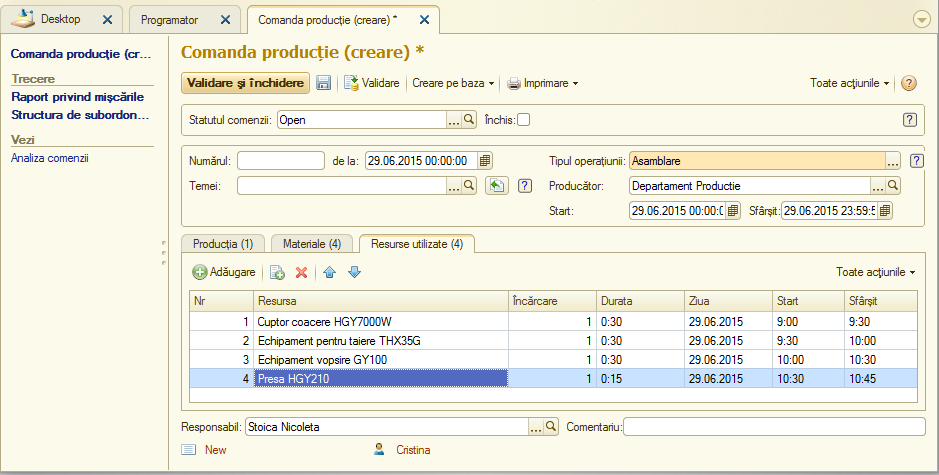 Desktop
Programator
Comanda producție (creare) *
Comanda producție (cr...
Trecere
Raport privind mișcările
Structura de subordon...
Vezi
Analiza comenzii
Comanda producție (creare) *
Validare și închidere
Validare
Creare pe baza
Imprimare
Toate acțiunile
Statutul comenzii: Open
Închis:
Numărul: de la: 29.06.2015 00:00:00 Tipul operațiunii: Asamblare
Temei: Producător: Departament Productie
Start: 29.06.2015 00:00:0 Sfârșit: 29.06.2015 23:59:5
Producția (1) Materiale (4) Resurse utilizate (4)
Adăugare Toate acțiunile
Nr Resursa Încărcare Durata Ziua Start Sfârșit
1 Cuptor coacere HGY7000W 1 0:30 29.06.2015 9:00 9:30
2 Echipament pentru taiere THX35G 1 0:30 29.06.2015 9:30 10:00
3 Echipament vopsire GY100 1 0:30 29.06.2015 10:00 10:30
4 Presa HGY210 1 0:15 29.06.2015 10:30 10:45
Responsabil: Stoica Nicoleta Comentariu:
New Cristina